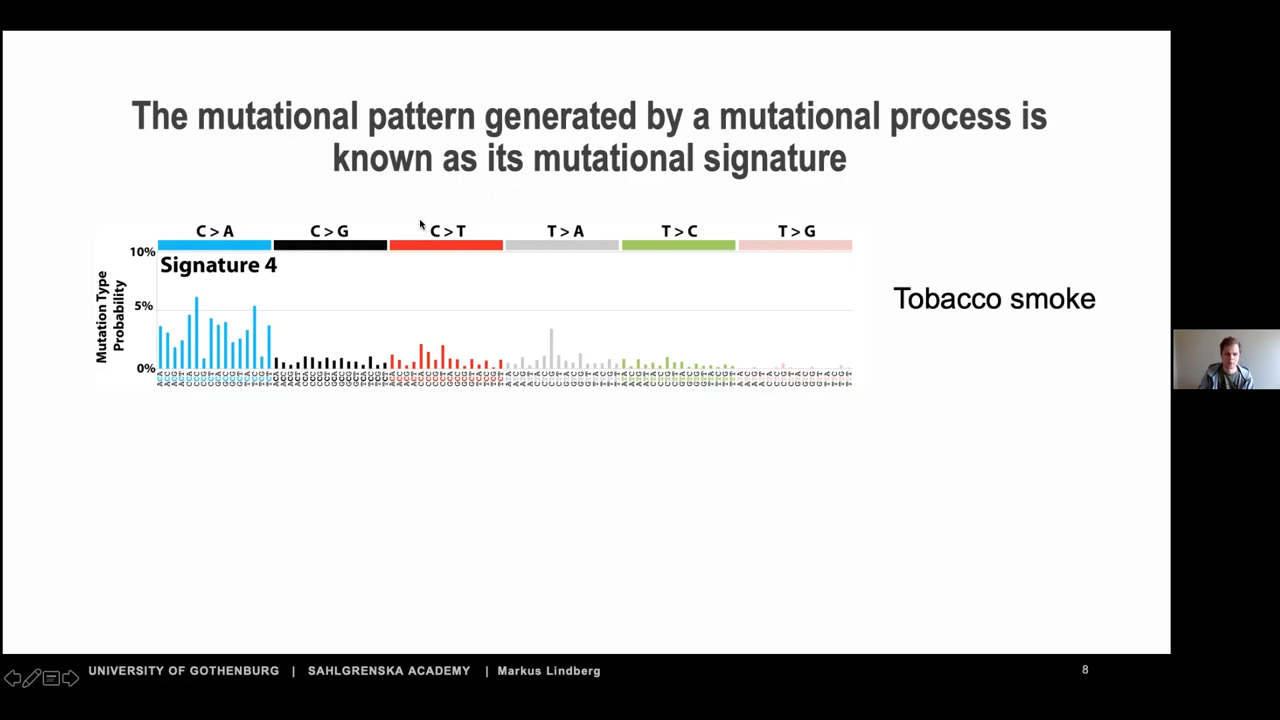 The mutational pattern generated by a mutational process is
known as its mutational signature
C > A
C > G
C > T
T > A
T > C
T > G
10%
Signature 4
Mutation Type
Probability
5%
0%
Tobacco smoke
UNIVERSITY OF GOTHENBURG | SAHLGRENSKA ACADEMY | Markus Lindberg
8